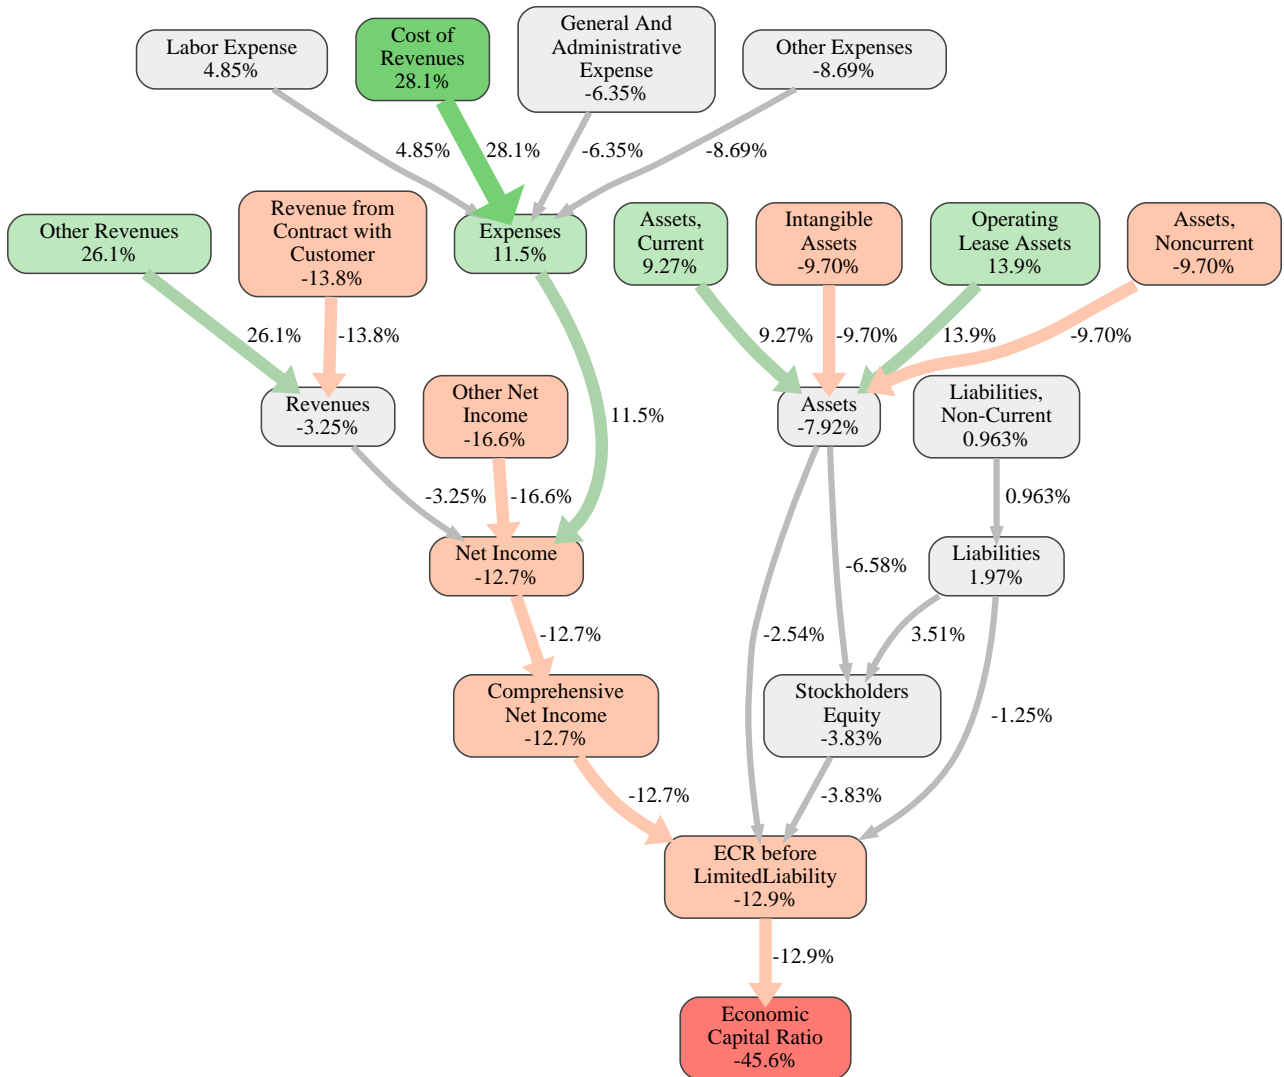 Labor Expense
4.85%
Cost of
Revenues
28.1%
General And
Administrative
Expense
-6.35%
Other Expenses
-8.69%
4.85%
28.1%
-6.35%
-8.69%
Other Revenues
26.1%
Revenue from
Contract with
Customer
-13.8%
Expenses
11.5%
Assets,
Current
9.27%
Intangible
Assets
-9.70%
Operating
Lease Assets
13.9%
Assets,
Noncurrent
-9.70%
26.1%
-13.8%
11.5%
9.27%
-9.70%
13.9%
-9.70%
Revenues
-3.25%
Other Net
Income
-16.6%
Assets
-7.92%
Liabilities,
Non-Current
0.963%
-3.25%
-16.6%
0.963%
Net Income
-12.7%
-6.58%
Liabilities
1.97%
-12.7%
-2.54%
3.51%
Comprehensive
Net Income
-12.7%
Stockholders
Equity
-3.83%
-1.25%
-12.7%
-3.83%
ECR before
LimitedLiability
-12.9%
-12.9%
Economic
Capital Ratio
-45.6%